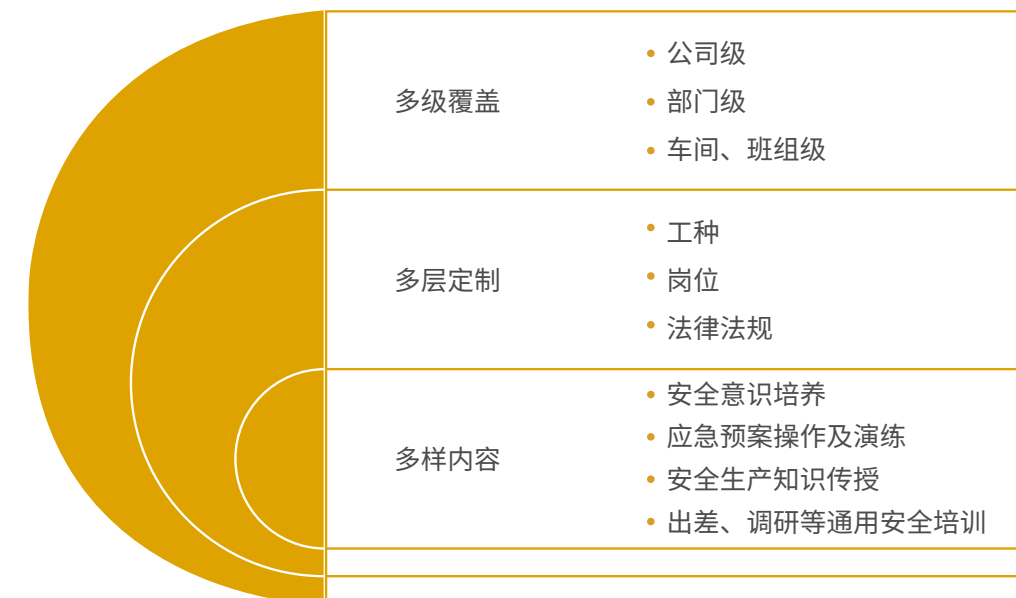 多级覆盖
公司级
部门级
车间、班组级
多层定制
工种
岗位
法律法规
多样内容
安全意识培养
应急预案操作及演练
安全生产知识传授
出差、调研等通用安全培训